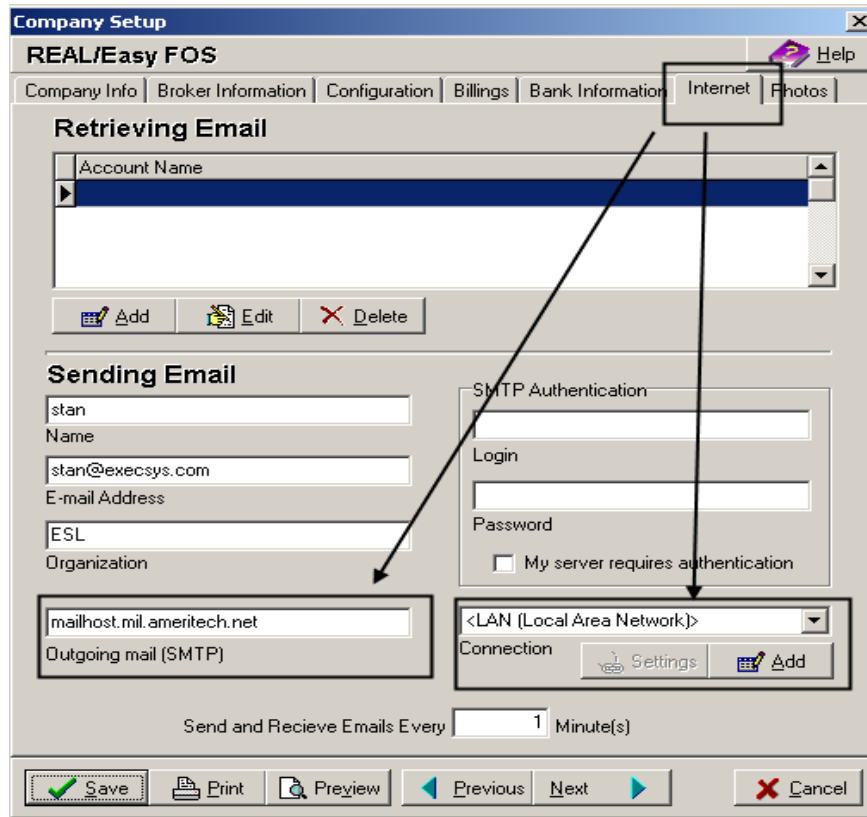 Company Setup
REAL/Easy FOS
Help
Company Info Broker Information Configuration Billings Bank Information Internet Photos
Retrieving Email
Account Name
Add Edit Delete
Sending Email
stan
Name
stan@execsys.com
E-mail Address
ESL
Organization
SMTP Authentication
Login
Password
My server requires authentication
mailhost.mil.ameritech.net
Outgoing mail (SMTP)
<LAN (Local Area Network)>
Connection
Settings Add
Send and Recieve Emails Every 1 Minute(s)
Save Print Preview Previous Next Cancel